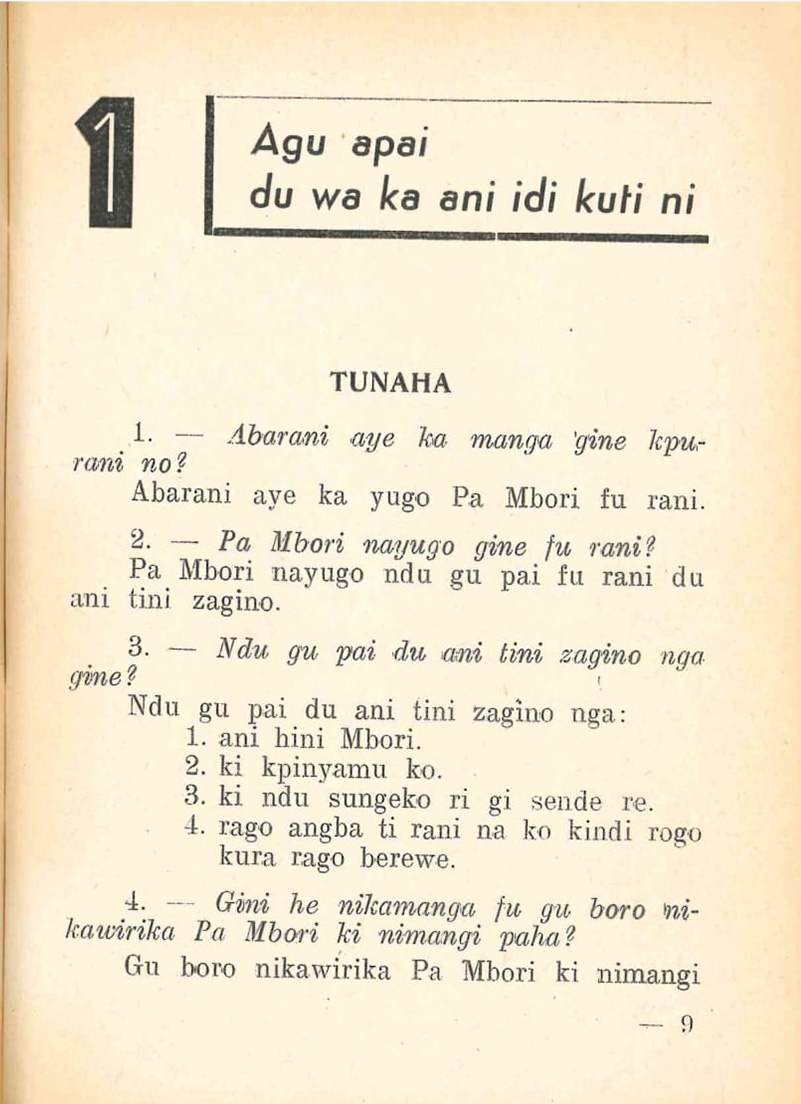 1
Agu apai
du wa ka ani idi kuti ni
TUNAHA
1. — Abarani aye ka manga gine kpu-
rani no?
Abarani aye ka yugo Pa Mbori fu rani.
2. — Pa Mbori nayugo gine fu rani?
Pa Mbori nayugo ndu gu pai fu rani du
ani tini zagino.
3. — Ndu gu pai du ani tini zagino nga
gine?
Ndu gu pai du ani tini zagino nga:
1. ani hini Mbori.
2. ki kpinyamu ko.
3. ki ndu sungeko ri gi sende re.
4. rago angba ti rani na ko kindi rogo
kura rago berewe.
4. — Gini he nikamanga fu gu boro ni-
kawirika Pa Mbori ki nimangi paha?
Gu boro nikawirika Pa Mbori ki nimangi
— 9